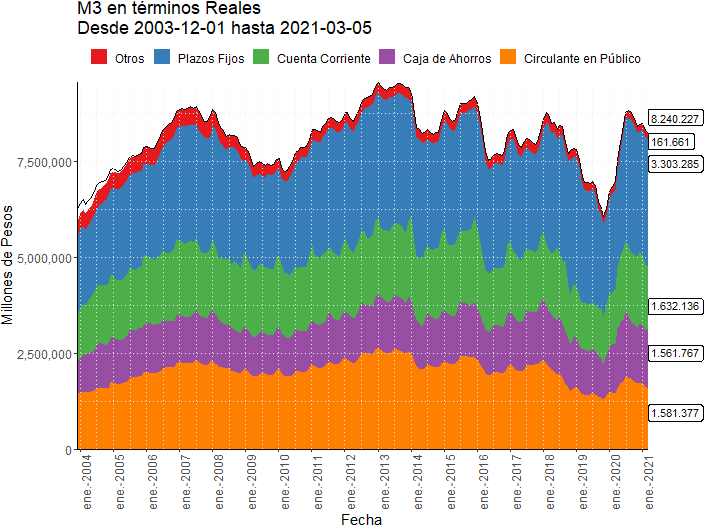 M3 en términos Reales
Desde 2003-12-01 hasta 2021-03-05
Otros Plazos Fijos Cuenta Corriente Caja de Ahorros Circulante en Público
Millones de Pesos
7,500,000
5,000,000
2,500,000
0
8.240.227
161.661
3.303.285
1.632.136
1.561.767
1.581.377
ene.-2004 ene.-2005 ene.-2006 ene.-2007 ene.-2008 ene.-2009 ene.-2010 ene.-2011 ene.-2012 ene.-2013 ene.-2014 ene.-2015 ene.-2016 ene.-2017 ene.-2018 ene.-2019 ene.-2020 ene.-2021
Fecha